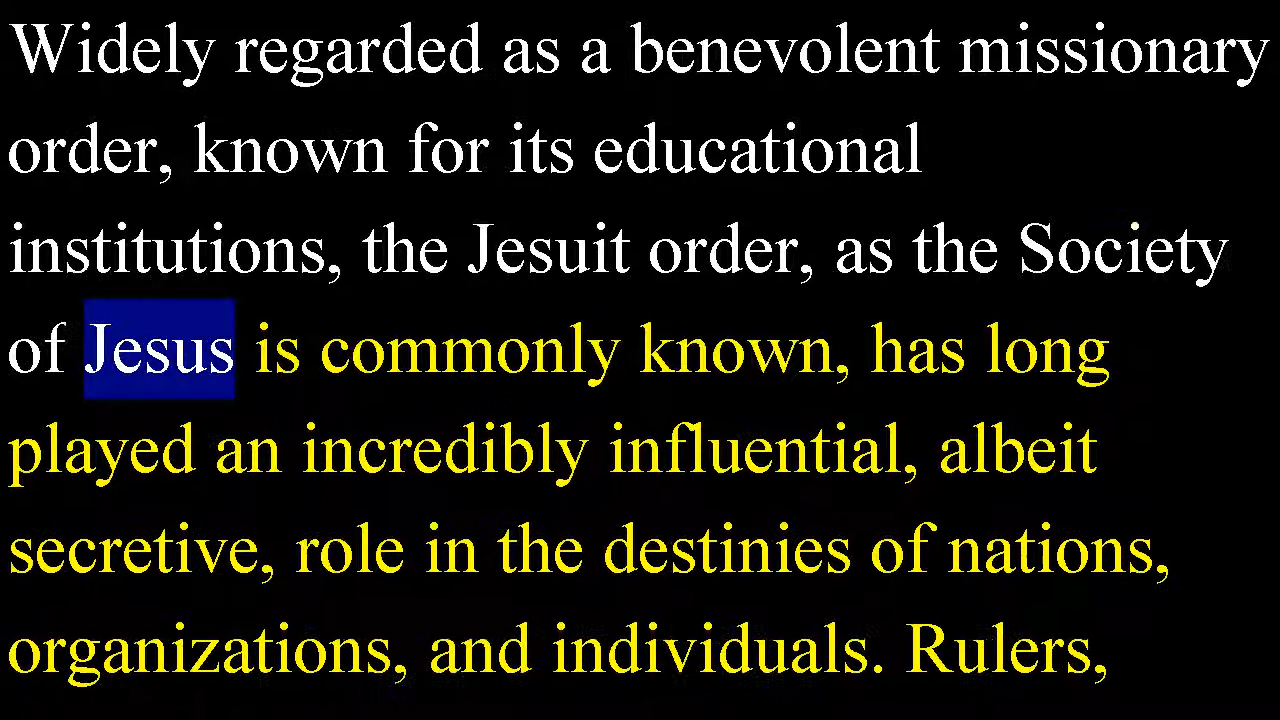 Widely regarded as a benevolent missionary
order, known for its educational
institutions, the Jesuit order, as the Society
of Jesus is commonly known, has long
played an incredibly influential, albeit
secretive, role in the destinies of nations,
organizations, and individuals. Rulers,